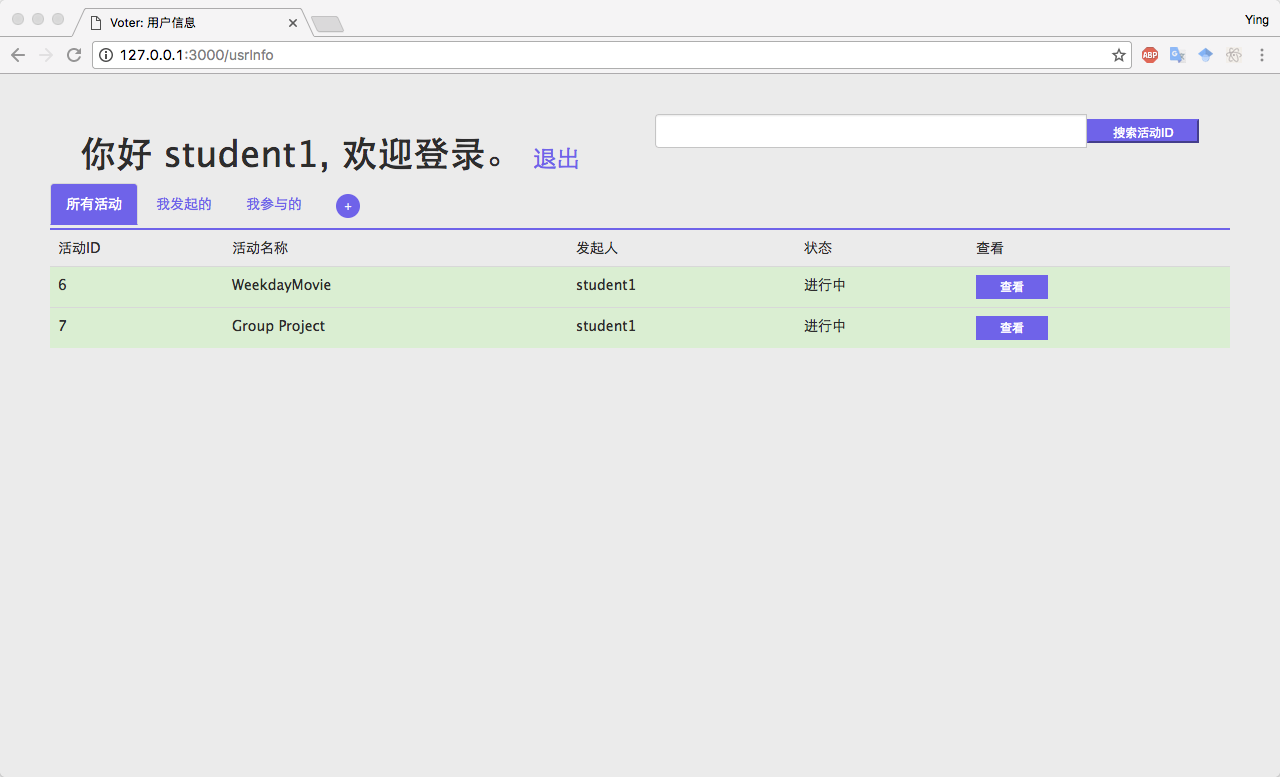 Voter: 用户信息
Ying
127.0.0.1:3000/usrInfo
ABP
搜索活动ID
你好 student1, 欢迎登录。 退出
所有活动 我发起的 我参与的 +
活动ID 活动名称 发起人 状态 查看
6 WeekdayMovie student1 进行中 查看
7 Group Project student1 进行中 查看